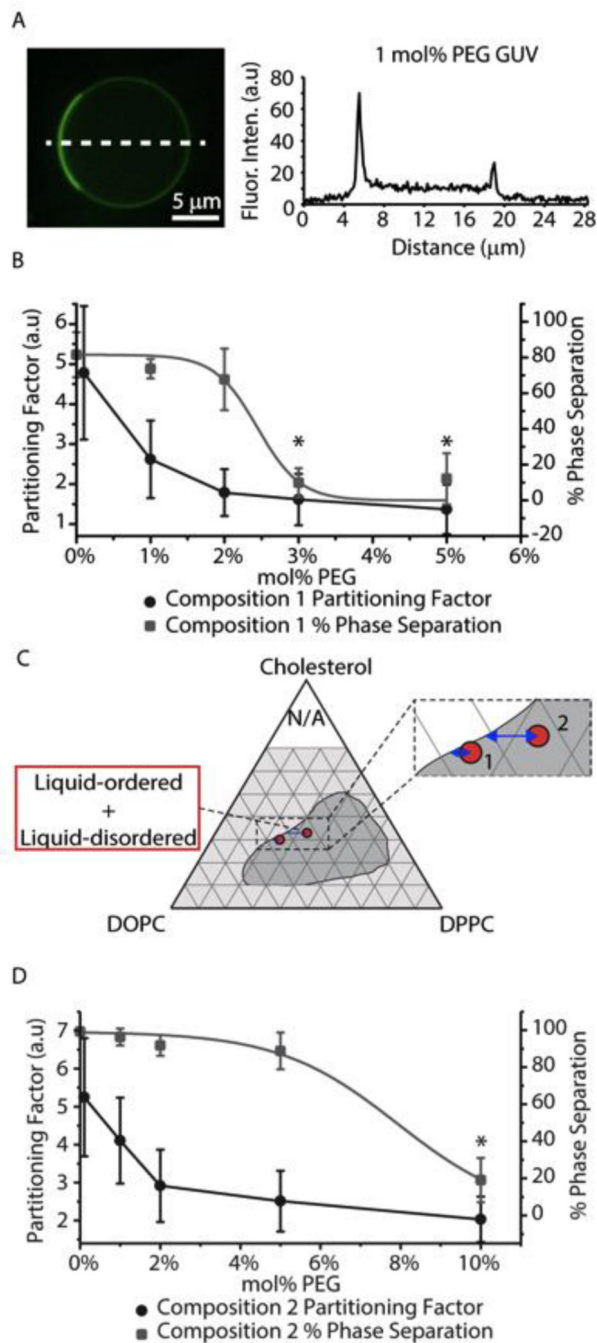 A
1 mol% PEG GUV
5 μm
Fluor. Inten. (a.u)
80
60
40
20
0
0 4 8 12 16 20 24 28
Distance (μm)
B
Partitioning Factor (a.u)
6
5
4
3
2
1
100
80
60
40
20
0
-20
% Phase Separation
* *
0% 1% 2% 3% 4% 5% 6%
mol% PEG
Composition 1 Partitioning Factor
Composition 1 % Phase Separation
C
Cholesterol
N/A
2
1
Liquid-ordered
+
Liquid-disordered
DOPC DPPC
D
Partitioning Factor (a.u)
7
6
5
4
3
2
100
80
60
40
20
0
% Phase Separation
*
0% 2% 4% 6% 8% 10%
mol% PEG
Composition 2 Partitioning Factor
Composition 2 % Phase Separation